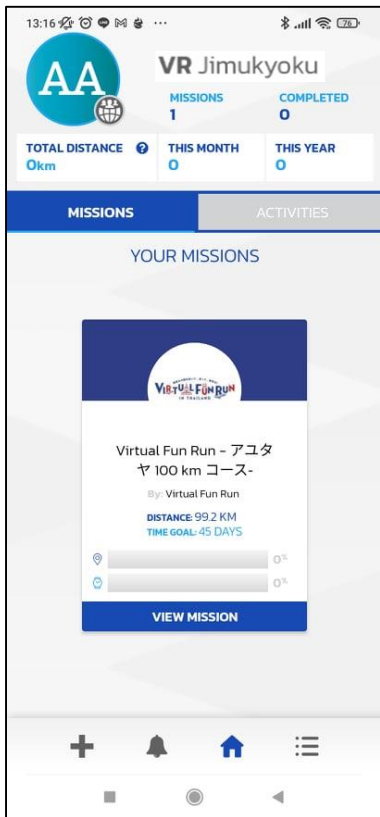 13:16
76
AA
VR Jimukyoku
MISSIONS
COMPLETED
1
0
TOTAL DISTANCE ?
THIS MONTH
THIS YEAR
0km
0
0
MISSIONS
ACTIVITIES
YOUR MISSIONS
VIRTUAL FUN RUN
IN THAILAND
Virtual Fun Run - アユタ
ヤ 100 km コース-
By: Virtual Fun Run
DISTANCE: 99.2 KM
TIME GOAL: 45 DAYS
0%
0%
VIEW MISSION